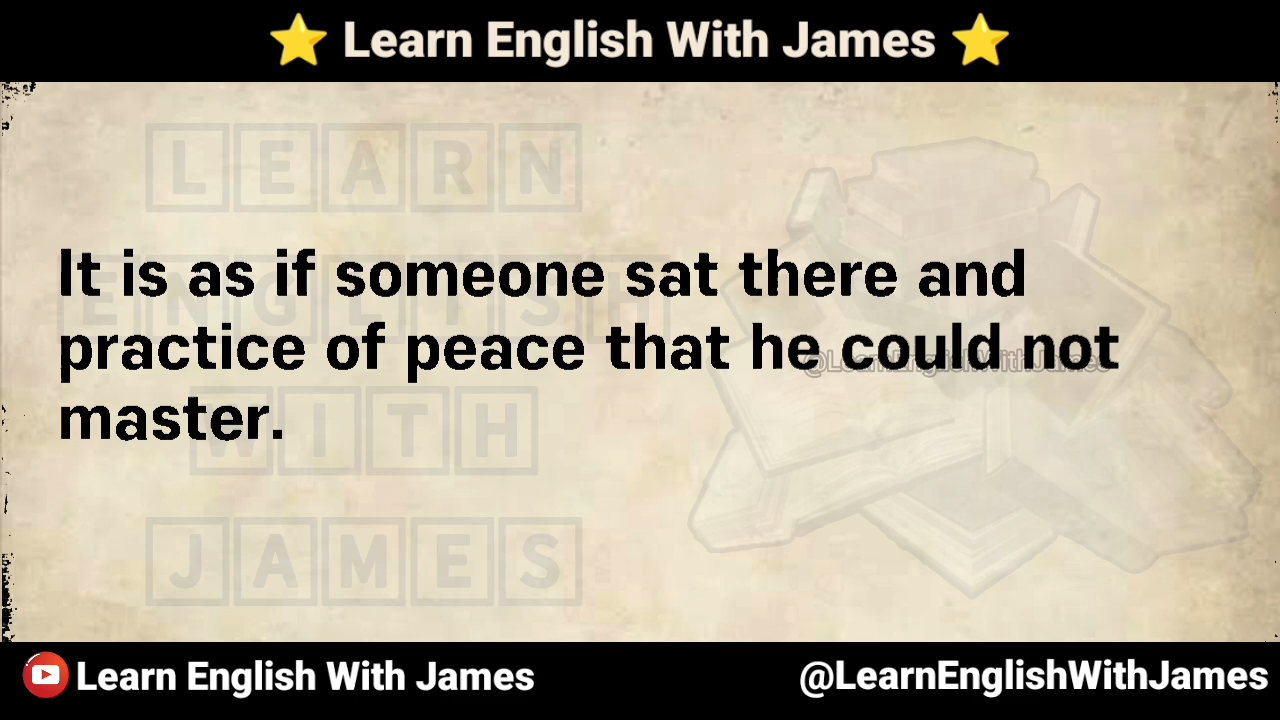 ⭐ Learn English With James ⭐
LEARN
ENGLISH
It is as if someone sat there and
practice of peace that he could not
@LearnEnglishWithJames
master.
WITH
JAMES
Learn English With James
@LearnEnglishWithJames